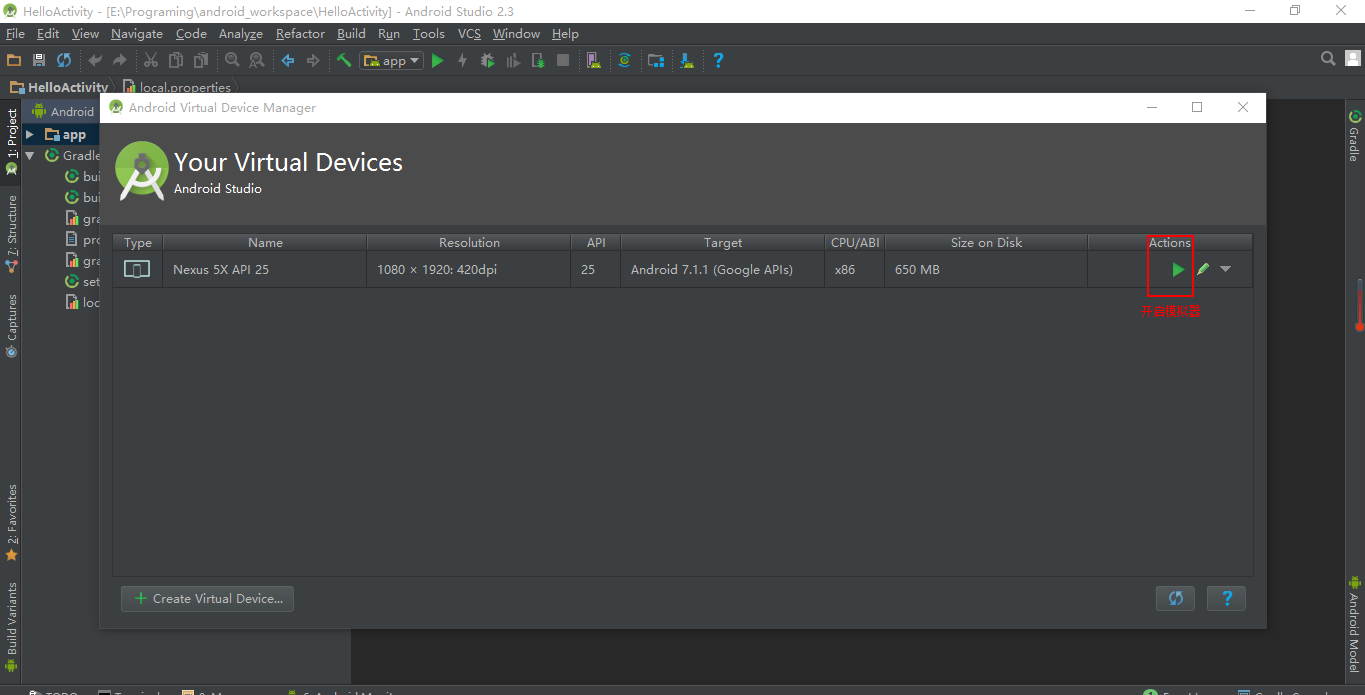 HelloActivity - [E:\Programing\android_workspace\HelloActivity] - Android Studio 2.3
File Edit View Navigate Code Analyze Refactor Build Run Tools VCS Window Help
app
HelloActivity local.properties
Android Virtual Device Manager
Android
app
Gradle
bui
bui
gra
pro
gra
set
loc
1: Project
7: Structure
Captures
2: Favorites
Build Variants
Your Virtual Devices
Android Studio
Type Name Resolution API Target CPU/ABI Size on Disk Actions
Nexus 5X API 25 1080 × 1920: 420dpi 25 Android 7.1.1 (Google APIs) x86 650 MB
开启模拟器
Create Virtual Device...
?
Gradle
Android Model